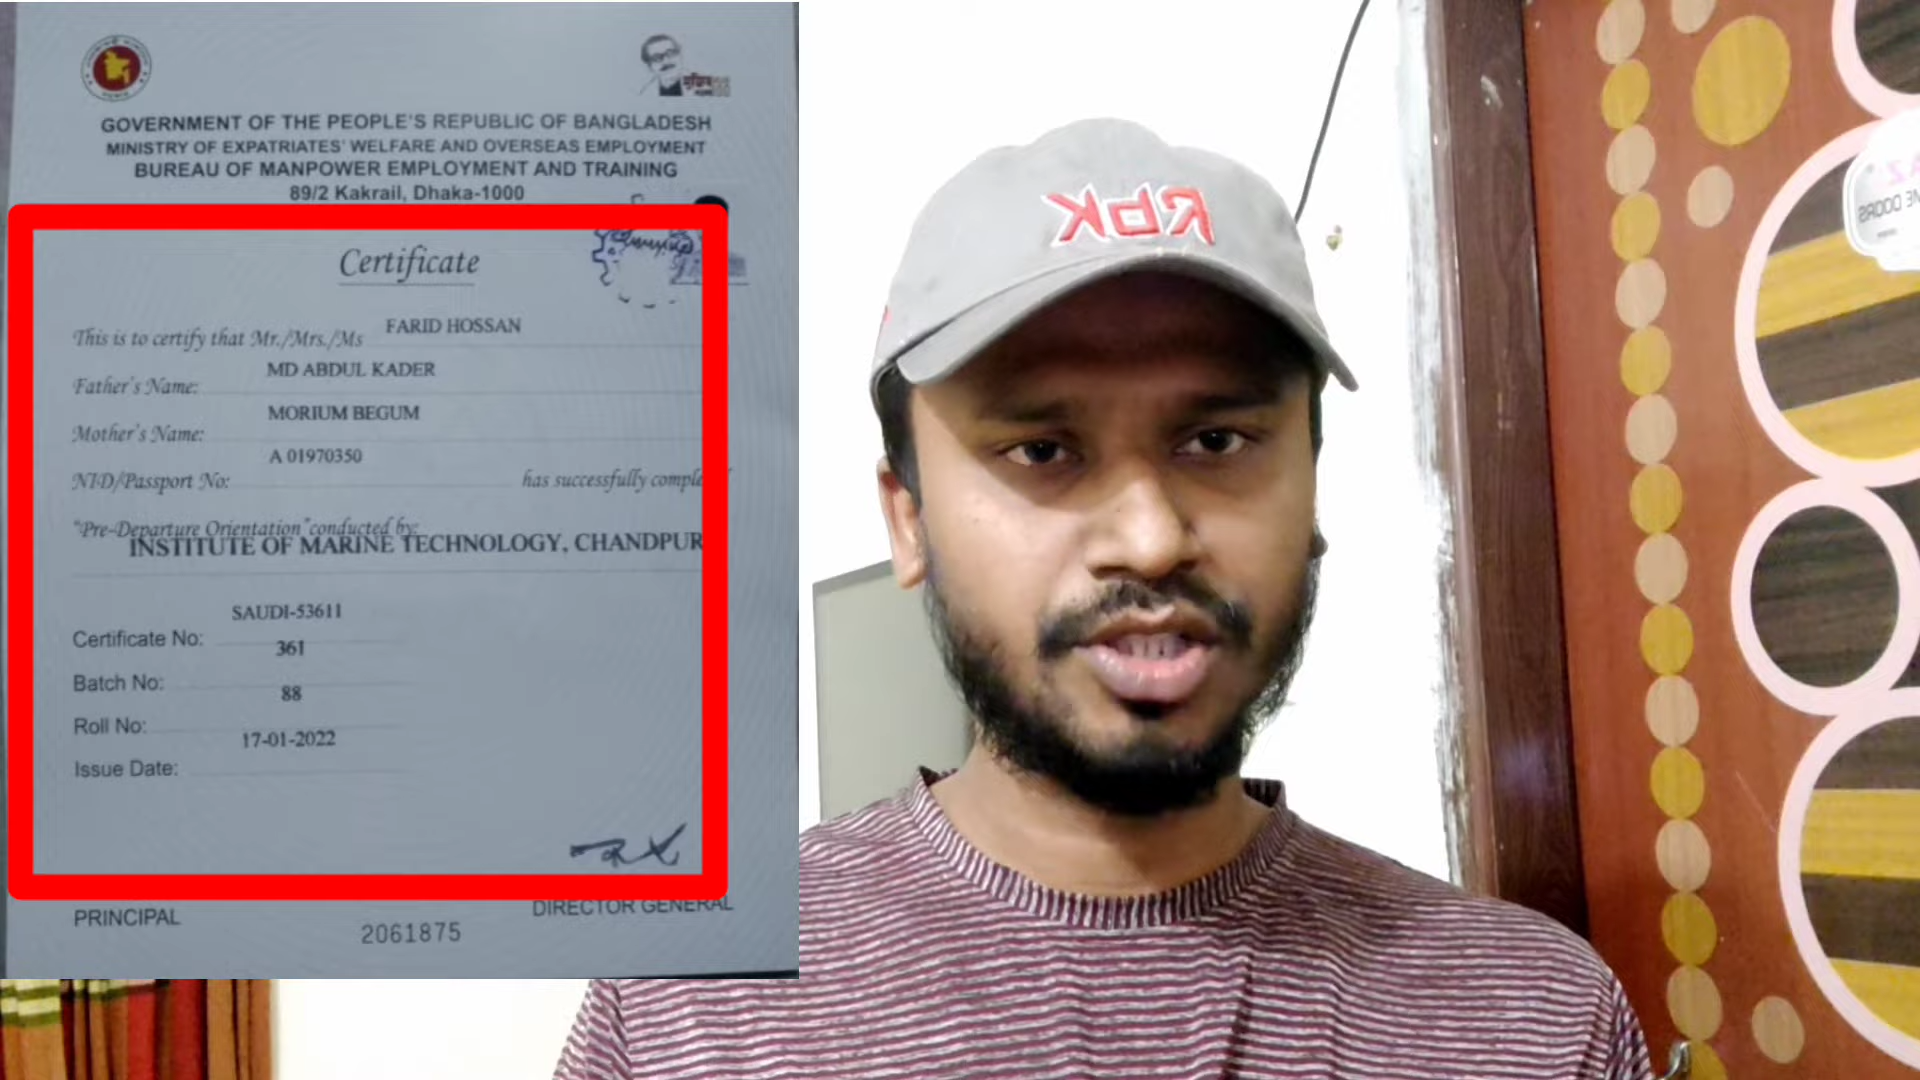 GOVERNMENT OF THE PEOPLE'S REPUBLIC OF BANGLADESH
MINISTRY OF EXPATRIATES' WELFARE AND OVERSEAS EMPLOYMENT
BUREAU OF MANPOWER EMPLOYMENT AND TRAINING
89/2 Kakrail, Dhaka-1000
Certificate
This is to certify that Mr./Mrs./Ms FARID HOSSAN
Father's Name: MD ABDUL KADER
Mother's Name: MORIUM BEGUM
NID/Passport No: A 01970350 has successfully comple
"Pre-Departure Orientation" conducted by:
INSTITUTE OF MARINE TECHNOLOGY, CHANDPUR
Certificate No: SAUDI-53611
Batch No: 361
Roll No: 88
Issue Date: 17-01-2022
PRINCIPAL
DIRECTOR GENERAL
2061875
Rbk
DOORS